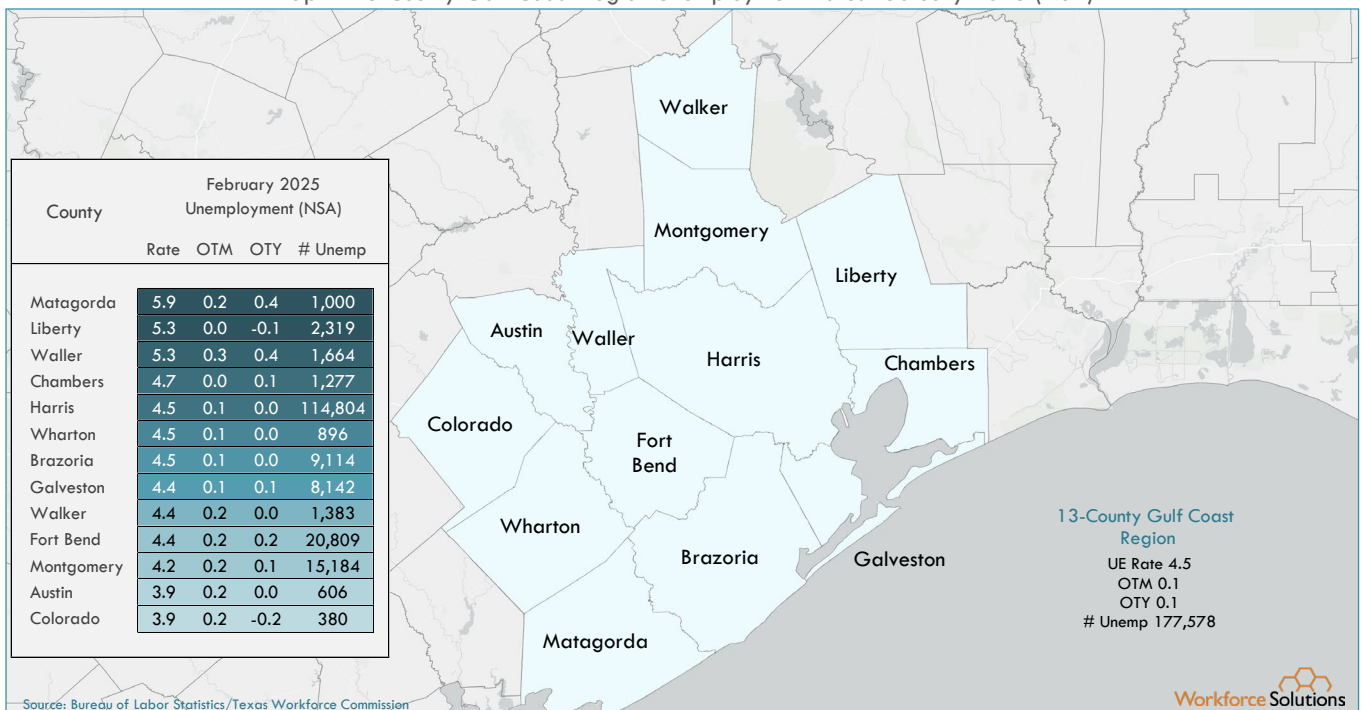 County
February 2025
Unemployment (NSA)
Rate OTM OTY # Unemp
Matagorda 5.9 0.2 0.4 1,000
Liberty 5.3 0.0 -0.1 2,319
Waller 5.3 0.3 0.4 1,664
Chambers 4.7 0.0 0.1 1,277
Harris 4.5 0.1 0.0 114,804
Wharton 4.5 0.1 0.0 896
Brazoria 4.5 0.1 0.0 9,114
Galveston 4.4 0.1 0.1 8,142
Walker 4.4 0.2 0.0 1,383
Fort Bend 4.4 0.2 0.2 20,809
Montgomery 4.2 0.2 0.1 15,184
Austin 3.9 0.2 0.0 606
Colorado 3.9 0.2 -0.2 380
Walker
Montgomery
Liberty
Austin
Waller
Harris
Chambers
Colorado
Fort
Bend
Wharton
Brazoria
Galveston
Matagorda
13-County Gulf Coast
Region
UE Rate 4.5
OTM 0.1
OTY 0.1
# Unemp 177,578
Source: Bureau of Labor Statistics/Texas Workforce Commission
Workforce Solutions